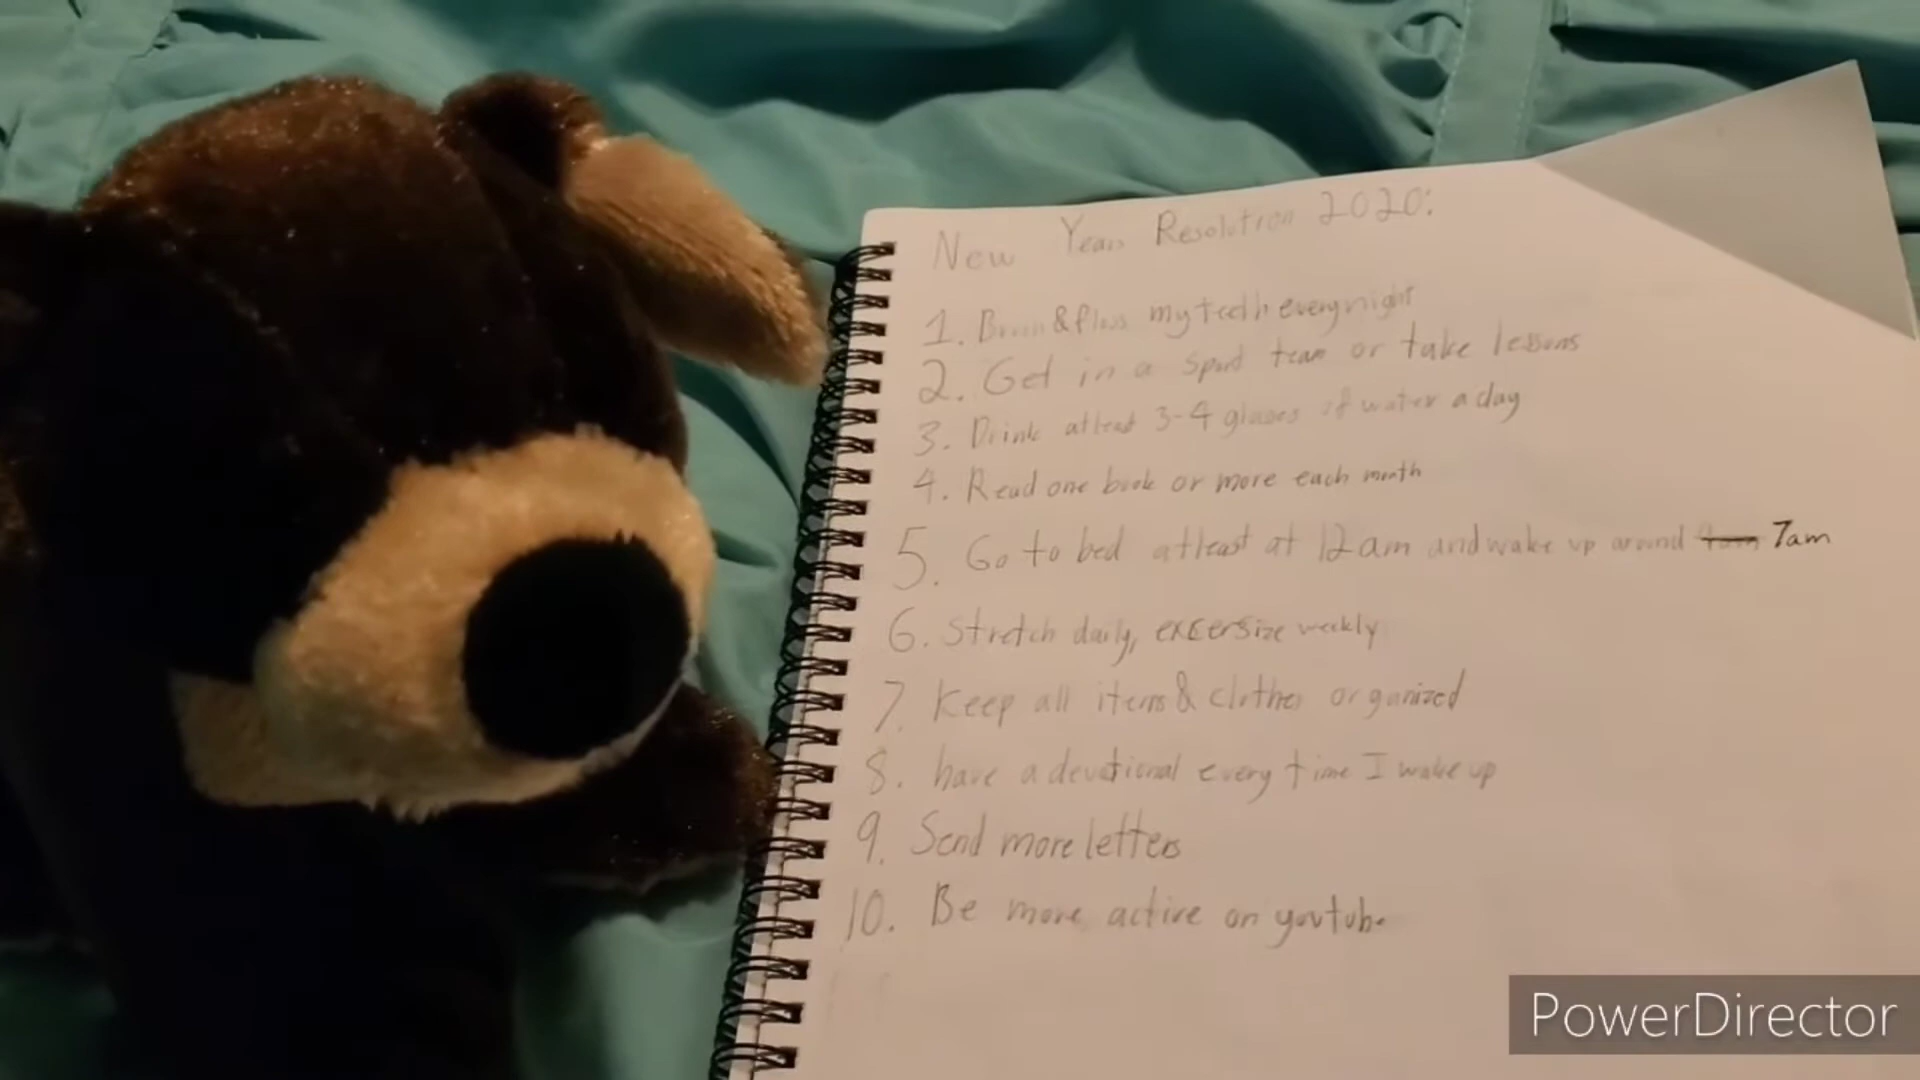 New Years Resolution 2020:
1. Brush & floss my teeth every night
2. Get in a sport team or take lessons
3. Drink atleast 3-4 glasses of water a day
4. Read one book or more each month
5. Go to bed atleast at 12am and wake up around 7am
6. Stretch daily, excersize weekly
7. Keep all items & clothes organized
8. have a devotional every time I wake up
9. Send more letters
10. Be more active on youtube
PowerDirector